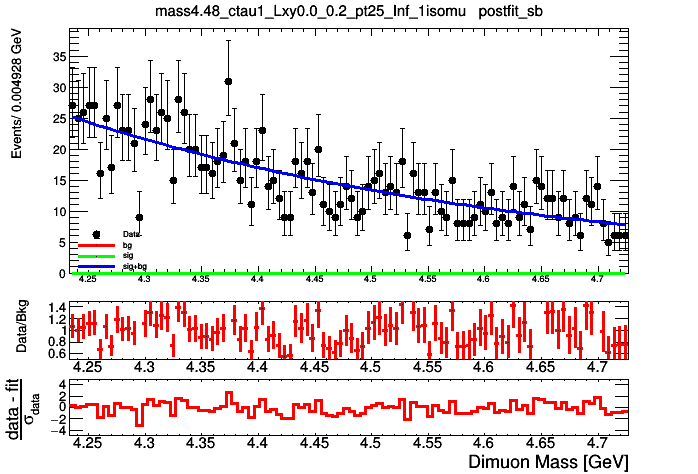 mass4.48_ctau1_Lxy0.0_0.2_pt25_Inf_1isomu postfit_sb
Events/ 0.004928 GeV
35
30
25
20
15
10
5
0
Data
bg
sig
sig+bg
4.25 4.3 4.35 4.4 4.45 4.5 4.55 4.6 4.65 4.7
Data/Bkg
1.4
1.2
1
0.8
0.6
4.25 4.3 4.35 4.4 4.45 4.5 4.55 4.6 4.65 4.7
data - fit
σdata
4
2
0
−2
−4
4.25 4.3 4.35 4.4 4.45 4.5 4.55 4.6 4.65 4.7
Dimuon Mass [GeV]